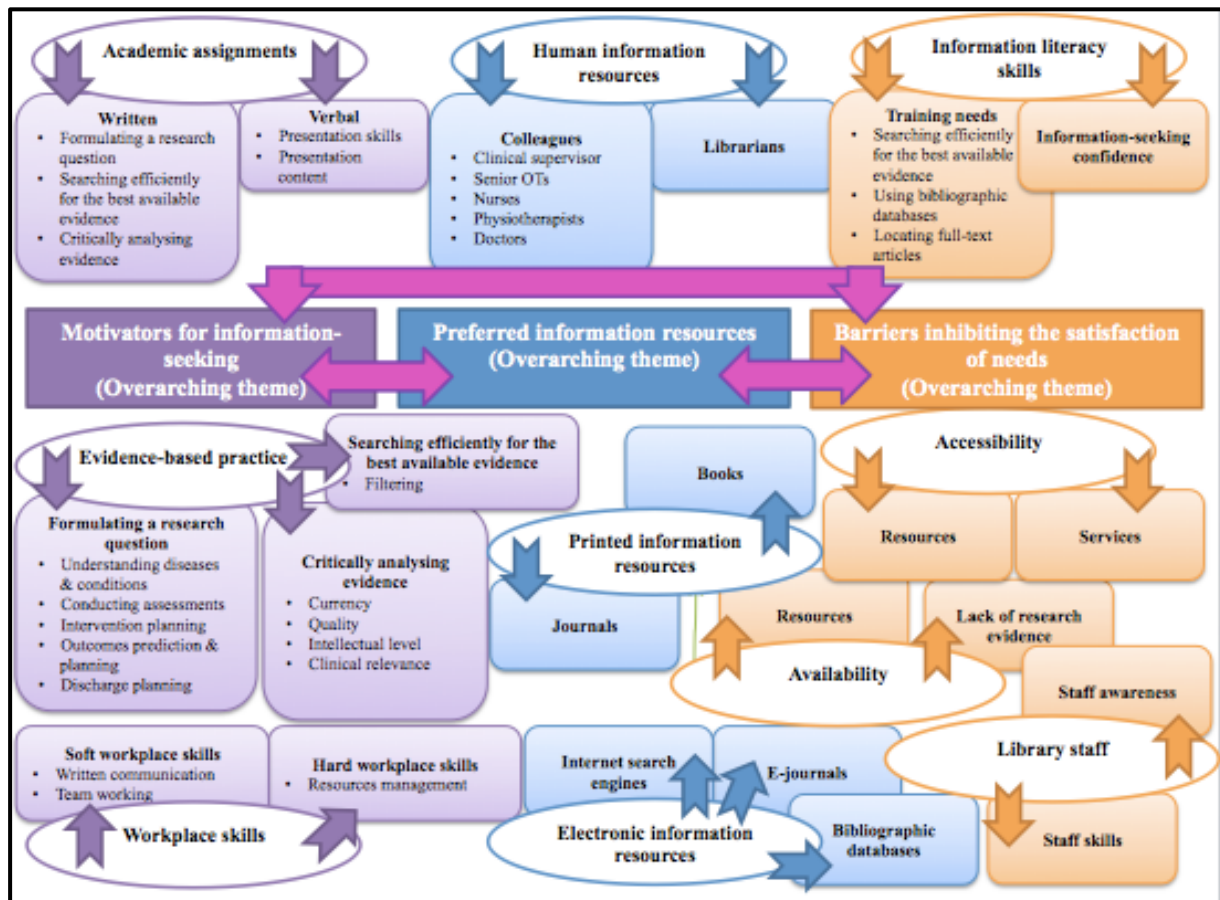 Academic assignments
Human information
resources
Information literacy
skills
Written
• Formulating a research
question
• Searching efficiently
for the best available
evidence
• Critically analysing
evidence
Verbal
• Presentation skills
• Presentation
content
Colleagues
• Clinical supervisor
• Senior OTs
• Nurses
• Physiotherapists
• Doctors
Librarians
Training needs
• Searching efficiently
for the best available
evidence
• Using bibliographic
databases
• Locating full-text
articles
Information-seeking
confidence
Motivators for information-
seeking
(Overarching theme)
Preferred information resources
(Overarching theme)
Barriers inhibiting the satisfaction
of needs
(Overarching theme)
Evidence-based practice
Searching efficiently for the
best available evidence
• Filtering
Formulating a research
question
• Understanding diseases
& conditions
• Conducting assessments
• Intervention planning
• Outcomes prediction &
planning
• Discharge planning
Critically analysing
evidence
• Currency
• Quality
• Intellectual level
• Clinical relevance
Soft workplace skills
• Written communication
• Team working
Hard workplace skills
• Resources management
Workplace skills
Books
Printed information
resources
Journals
Internet search
engines
E-journals
Electronic information
resources
Bibliographic
databases
Accessibility
Resources
Services
Resources
Lack of research
evidence
Availability
Staff awareness
Library staff
Staff skills